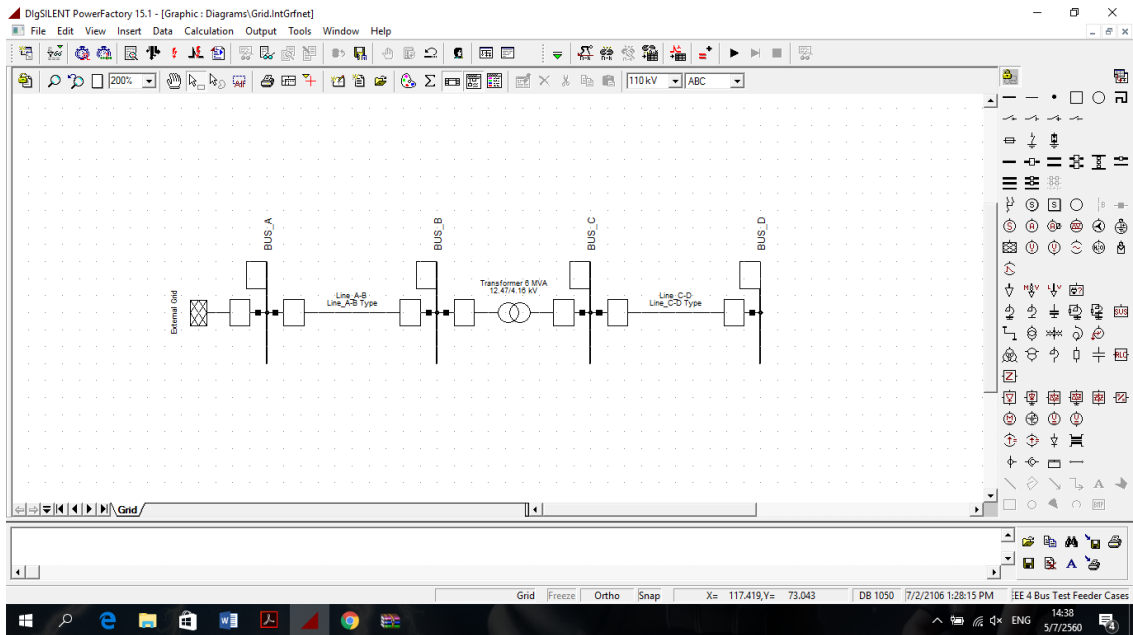 DIgSILENT PowerFactory 15.1 - [Graphic : Diagrams\Grid.IntGrfnet]
File Edit View Insert Data Calculation Output Tools Window Help
200% 110 kV ABC
BUS_A
BUS_B
BUS_C
BUS_D
External Grid
Line_A-B
Line_A-B Type
Transformer 6 MVA
12.47/4.16 kV
Line_C-D
Line_C-D Type
Grid
Grid Freeze Ortho Snap X= 117.419,Y= 73.043 DB 1050 7/2/2106 1:28:15 PM EE 4 Bus Test Feeder Cases
ENG
14:38
5/7/2560